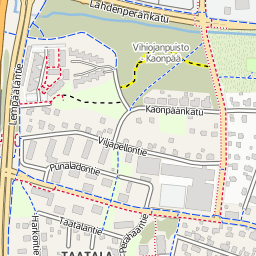 Lahdenperänkatu
Vihiojanpuisto
Kaonpää
Lempääläntie
Kaonpäänkatu
Viljapellontie
Punaladontie
Taatalantie
Harkontie
TAATALA